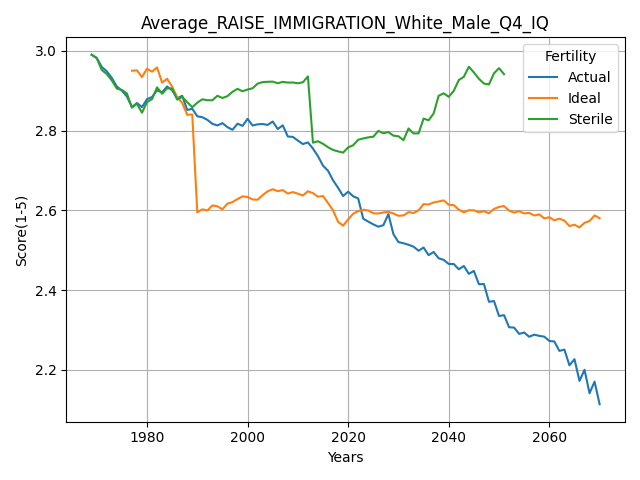 Average_RAISE_IMMIGRATION_White_Male_Q4_IQ
Score(1-5)
3.0
2.8
2.6
2.4
2.2
Fertility
Actual
Ideal
Sterile
1980
2000
2020
2040
2060
Years